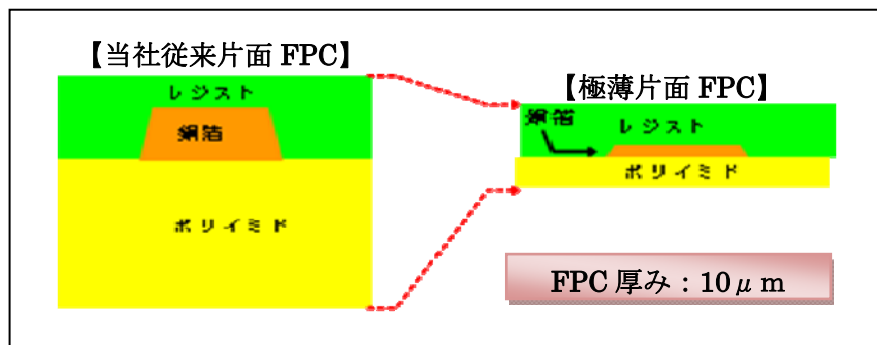 【当社従来片面 FPC】
レジスト
銅箔
ポリイミド
【極薄片面 FPC】
銅箔
レジスト
ポリイミド
FPC 厚み：10μm